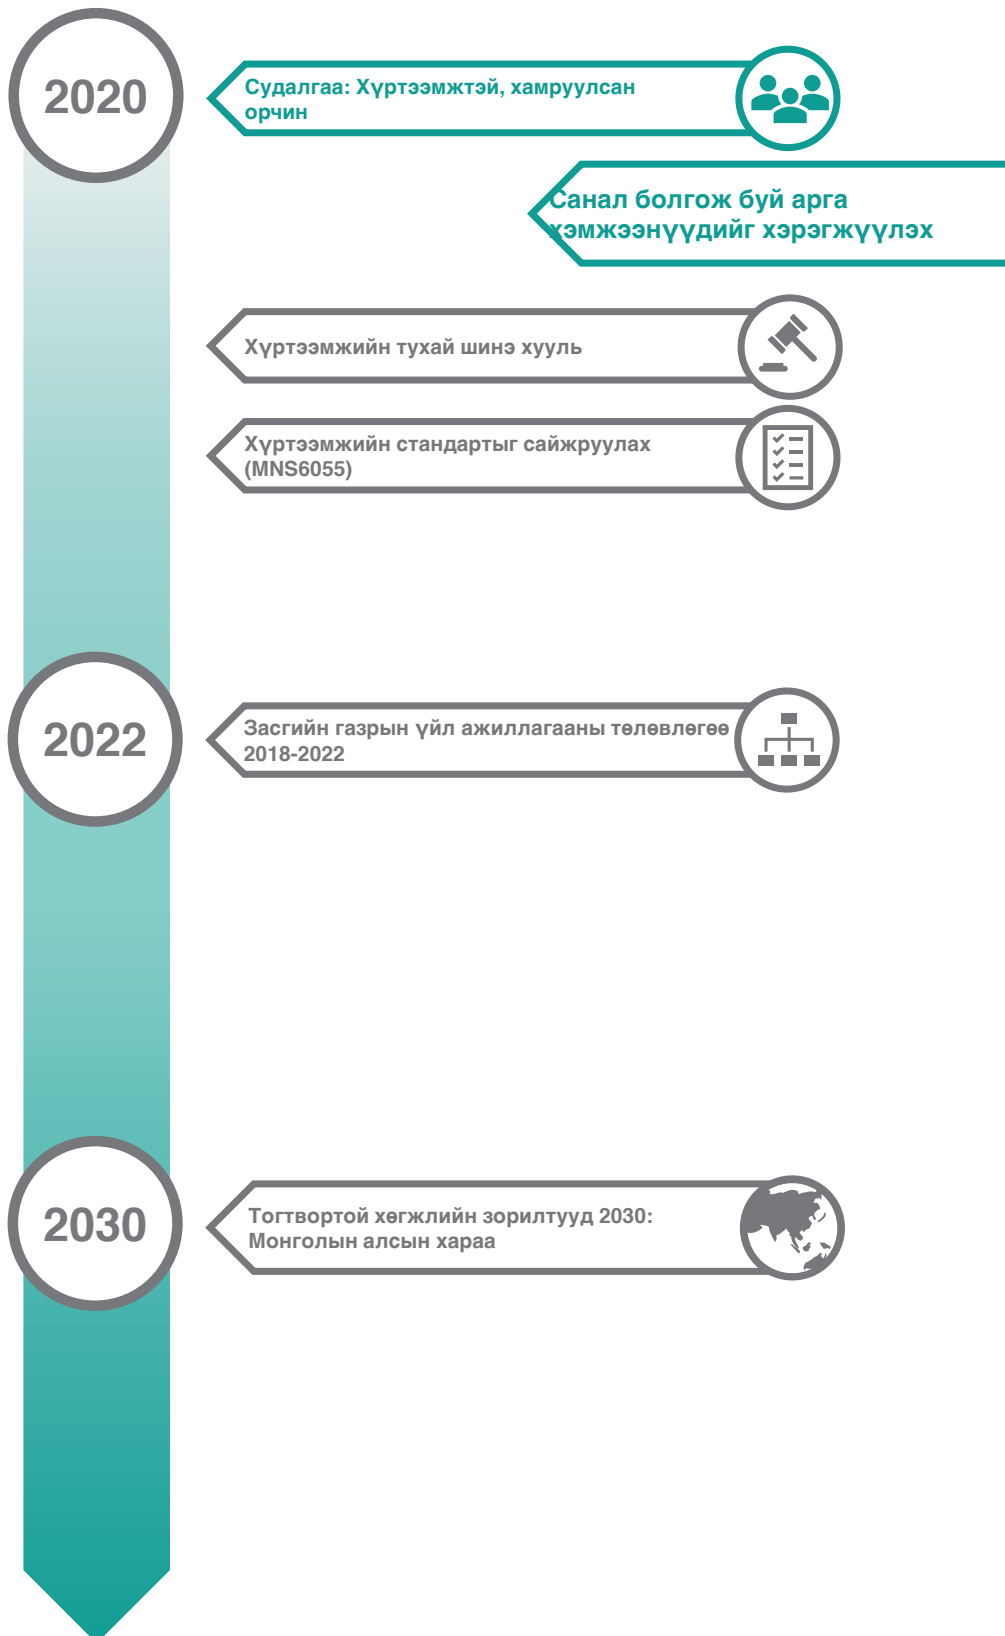 2020
Судалгаа: Хүртээмжтэй, хамруулсан
орчин
Санал болгож буй арга
хэмжээнүүдийг хэрэгжүүлэх
Хүртээмжийн тухай шинэ хууль
Хүртээмжийн стандартыг сайжруулах
(MNS6055)
2022
Засгийн газрын үйл ажиллагааны төлөвлөгөө
2018-2022
2030
Тогтвортой хөгжлийн зорилтууд 2030:
Монголын алсын хараа